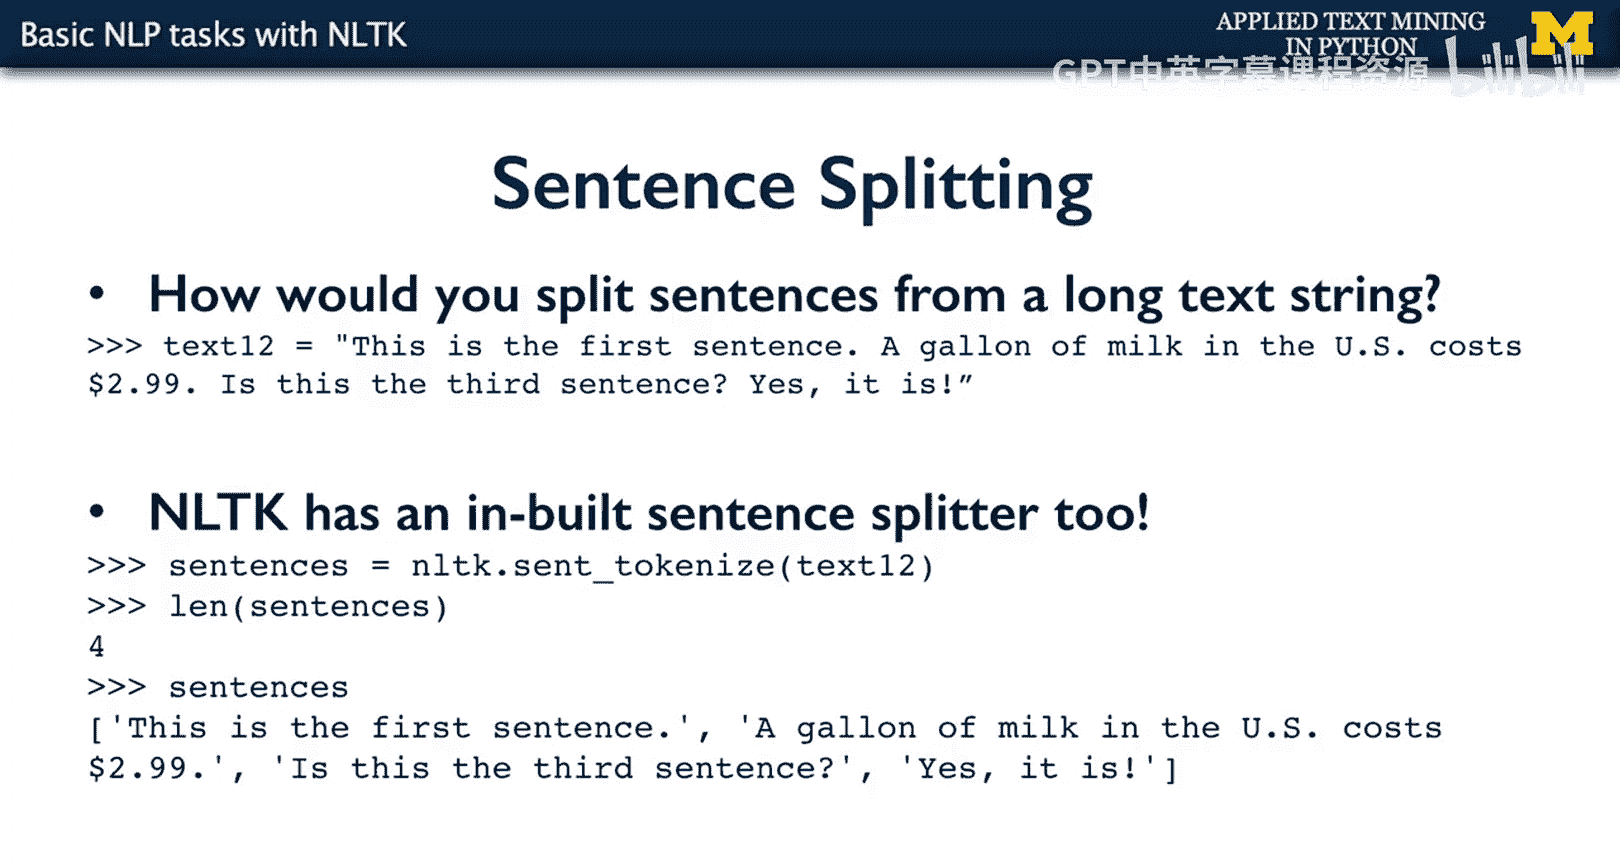 Basic NLP tasks with NLTK
APPLIED TEXT MINING
IN PYTHON
M
GPT中英字幕课程资源
bilibili
Sentence Splitting
• How would you split sentences from a long text string?
>>> text12 = "This is the first sentence. A gallon of milk in the U.S. costs
$2.99. Is this the third sentence? Yes, it is!”
• NLTK has an in-built sentence splitter too!
>>> sentences = nltk.sent_tokenize(text12)
>>> len(sentences)
4
>>> sentences
['This is the first sentence.', 'A gallon of milk in the U.S. costs
$2.99.', 'Is this the third sentence?', 'Yes, it is!']